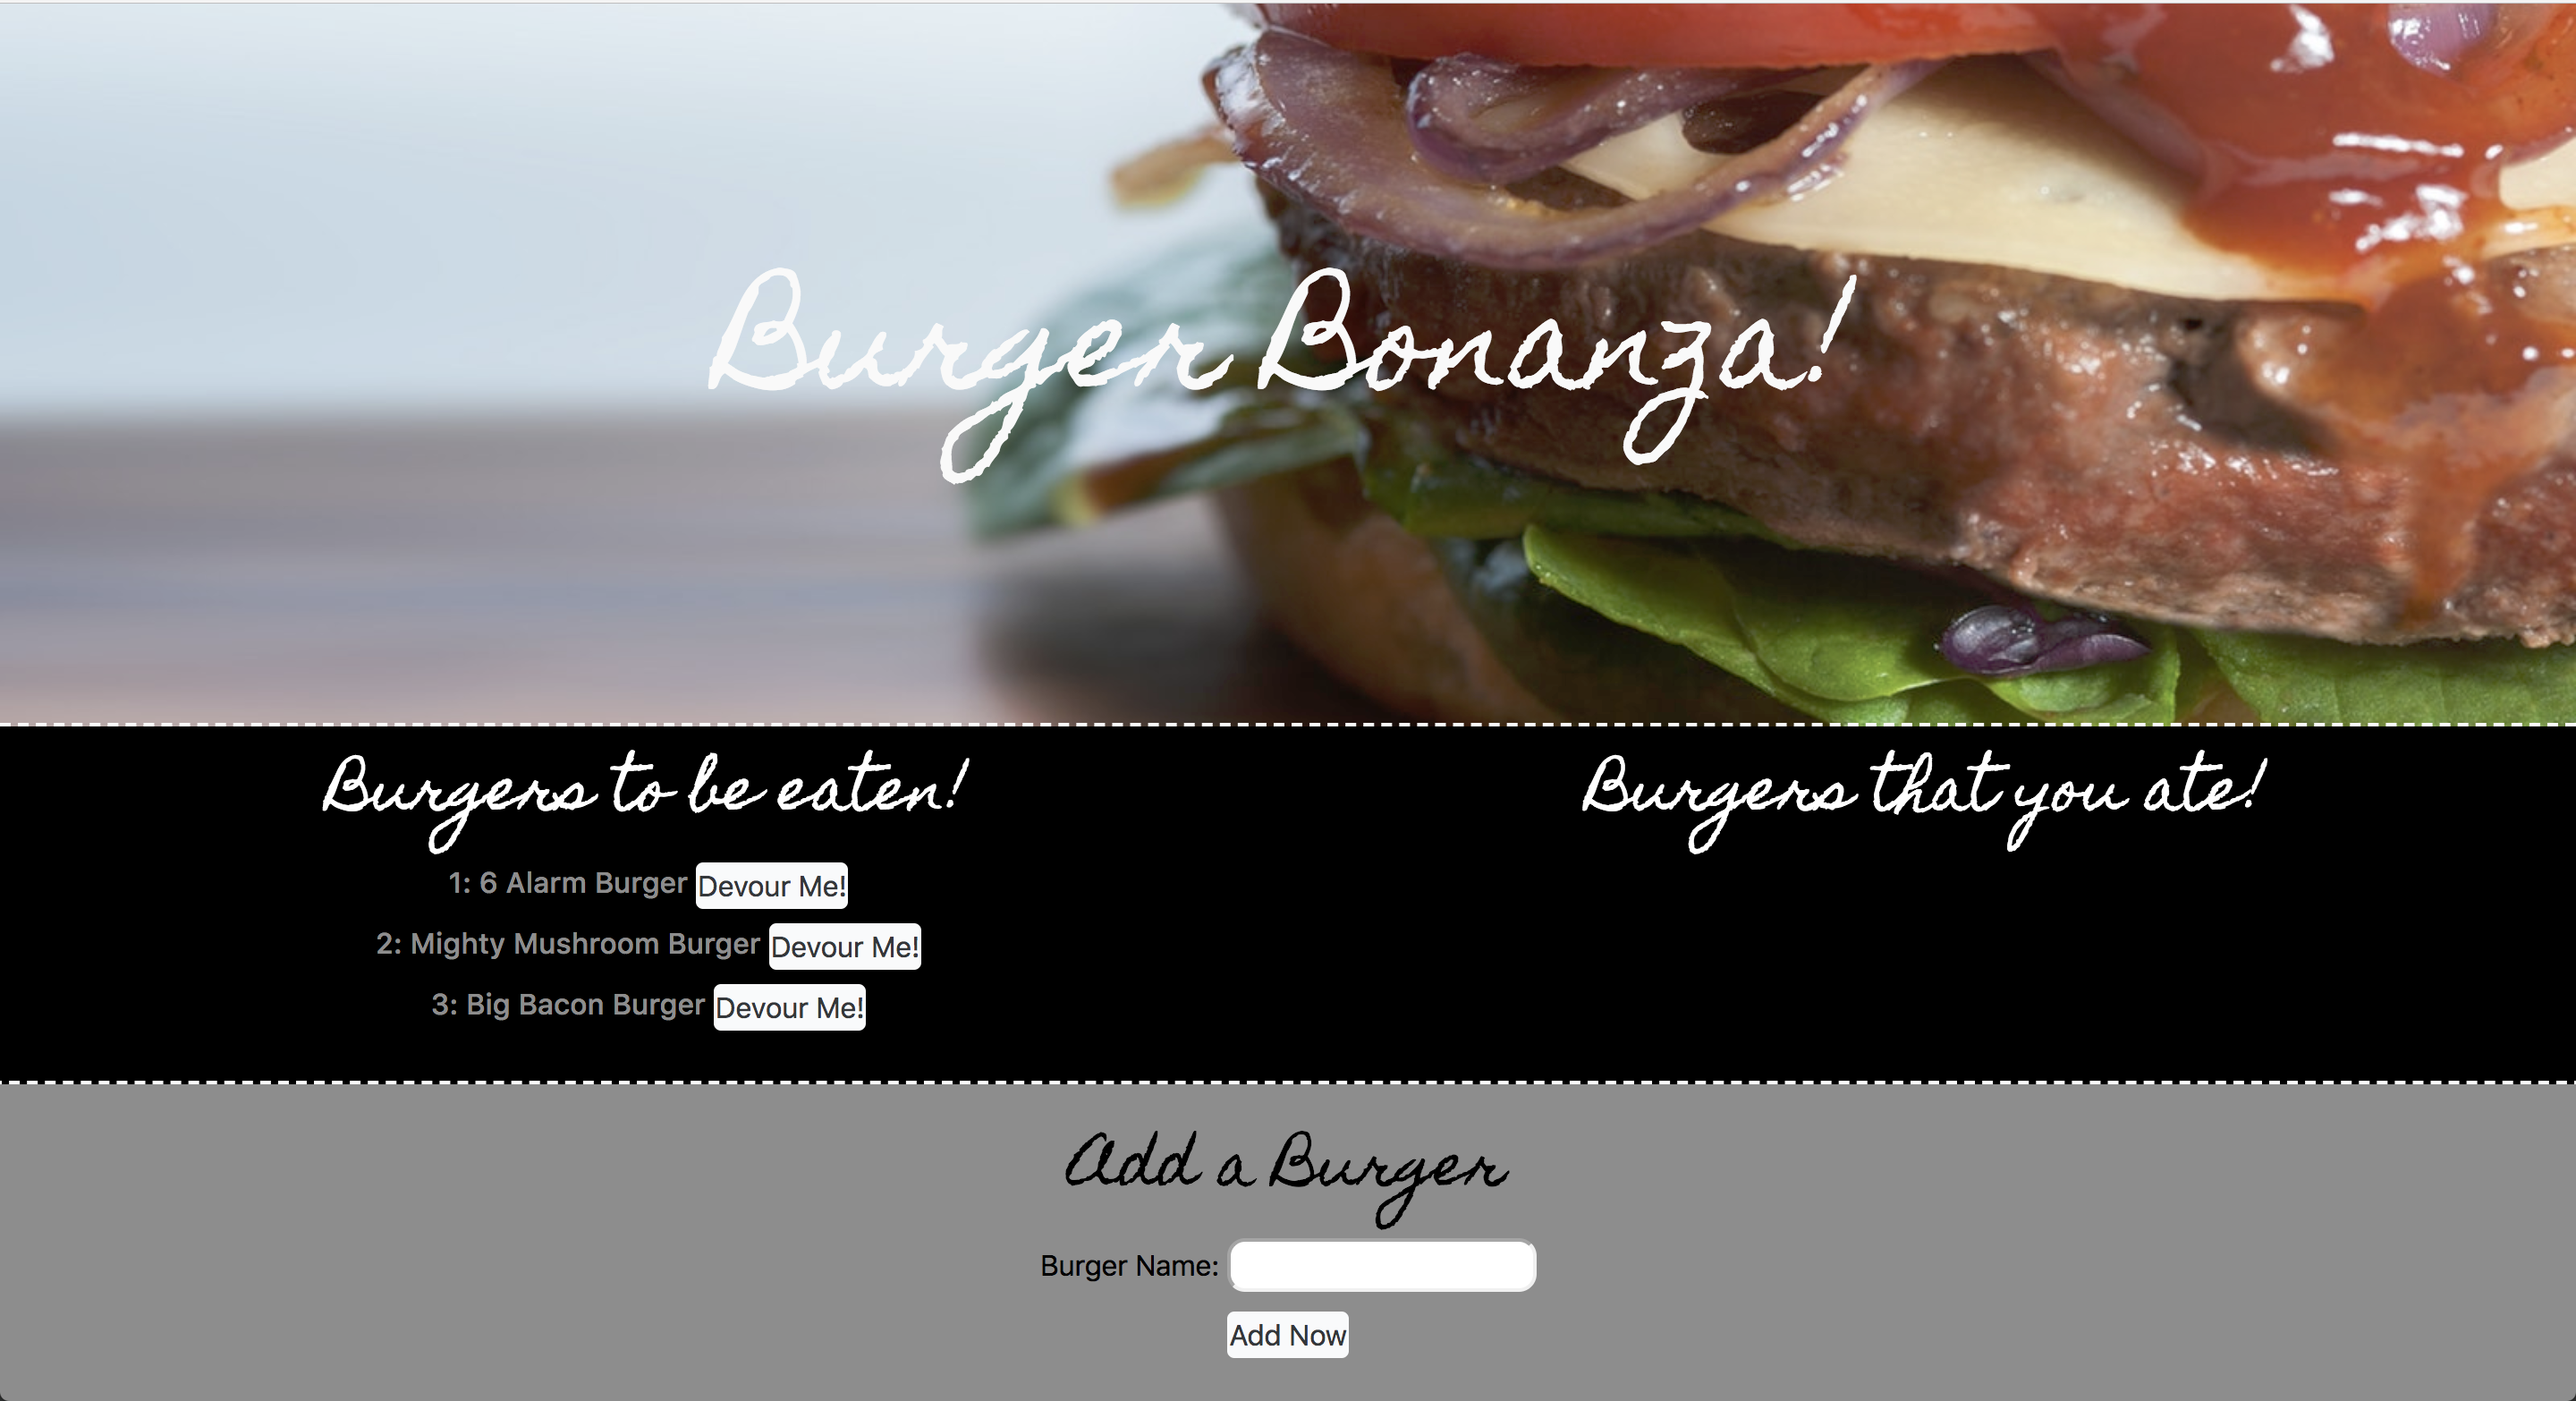 Burger Bonanza!
Burgers to be eaten!
1: 6 Alarm Burger Devour Me!
2: Mighty Mushroom Burger Devour Me!
3: Big Bacon Burger Devour Me!
Burgers that you ate!
Add a Burger
Burger Name:
Add Now